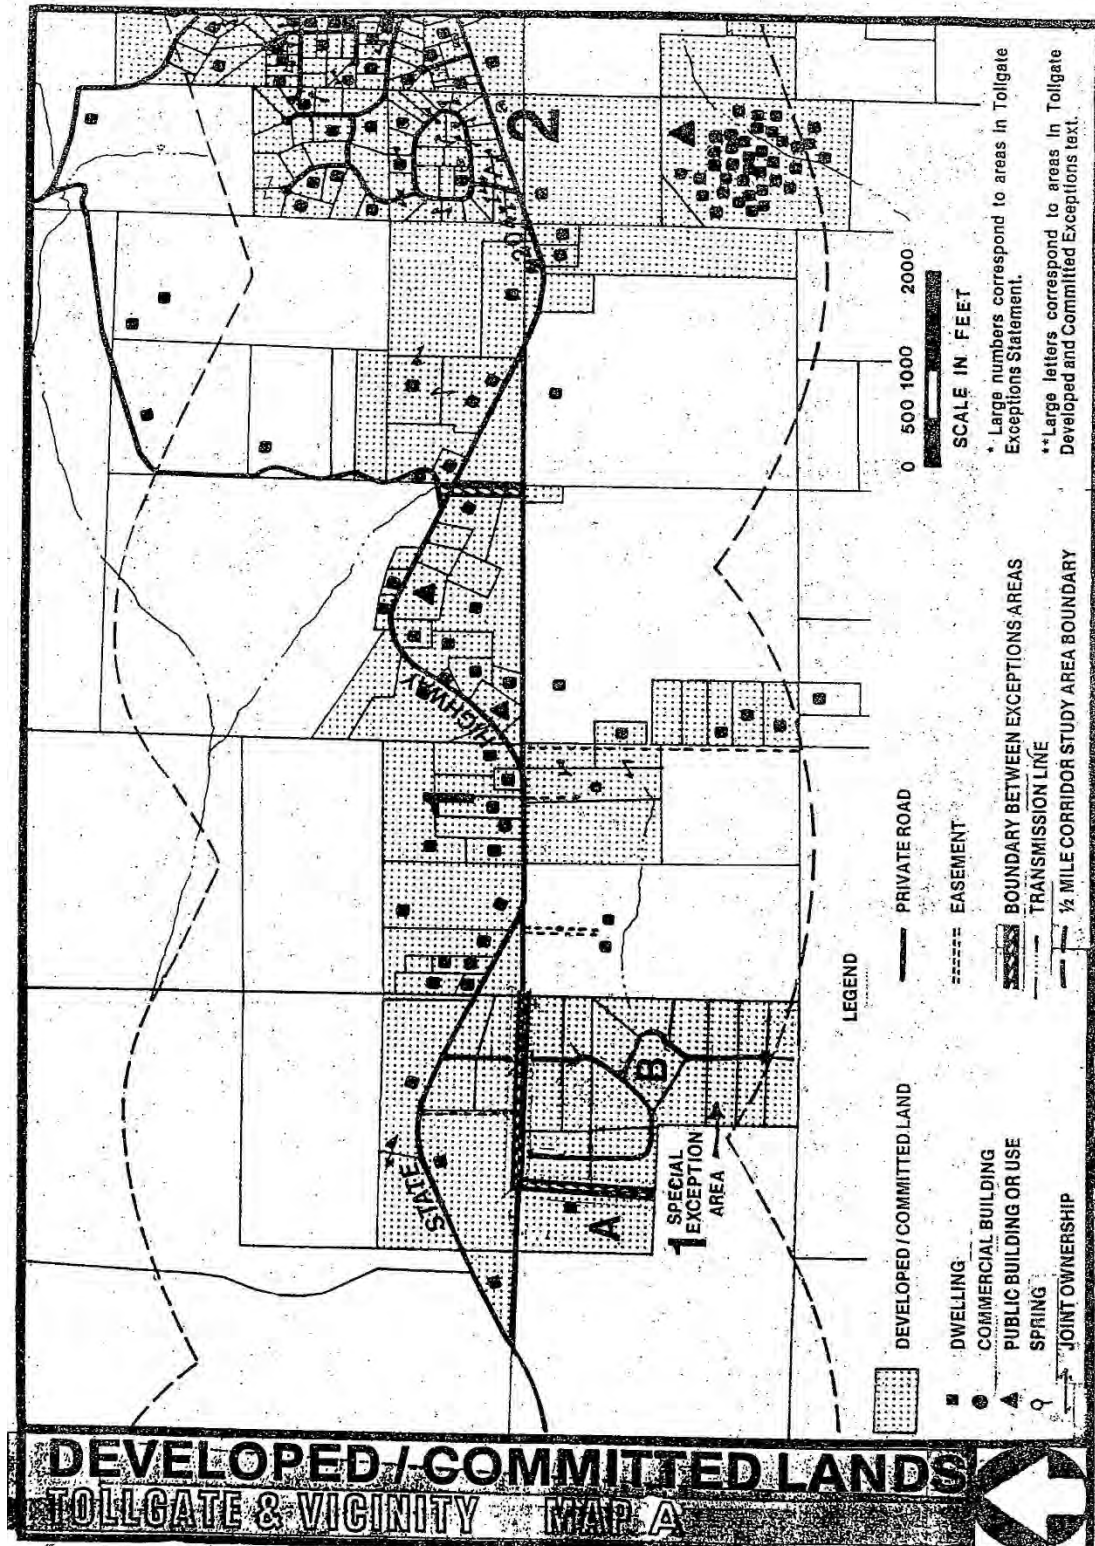 DEVELOPED / COMMITTED LANDS
TOLLGATE & VICINITY MAP A
STATE
HIGHWAY
204
2
A
B
1 SPECIAL
EXCEPTION
AREA
LEGEND
DEVELOPED / COMMITTED LAND
DWELLING
COMMERCIAL BUILDING
PUBLIC BUILDING OR USE
SPRING
JOINT OWNERSHIP
PRIVATE ROAD
EASEMENT
BOUNDARY BETWEEN EXCEPTIONS AREAS
TRANSMISSION LINE
½ MILE CORRIDOR STUDY AREA BOUNDARY
0 500 1000 2000
SCALE IN FEET
* Large numbers correspond to areas in Tollgate
Exceptions Statement.
**Large letters correspond to areas in Tollgate
Developed and Committed Exceptions text.